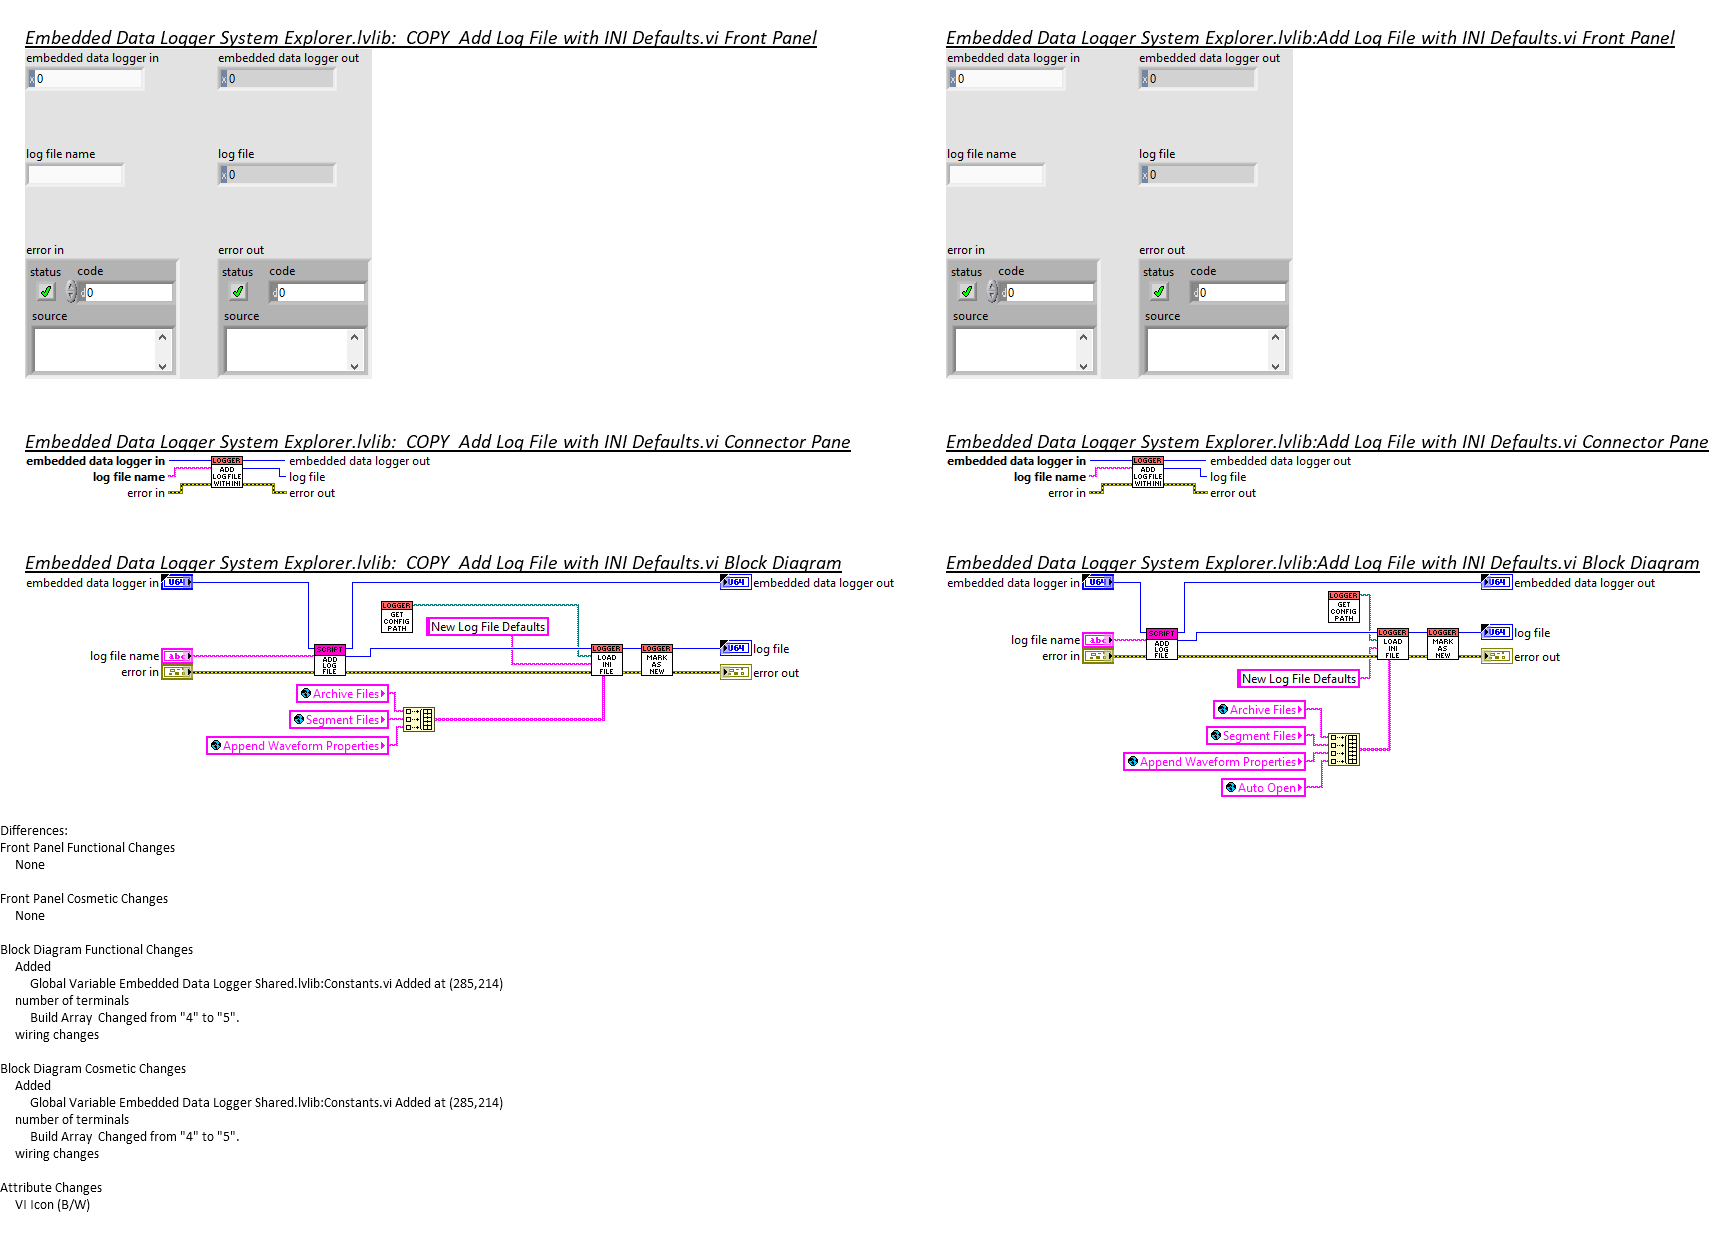 Embedded Data Logger System Explorer.lvlib:  COPY  Add Log File with INI Defaults.vi Front Panel
embedded data logger in
embedded data logger out
x 0
x 0
log file name
log file
x 0
error in
error out
status
code
status
code
d 0
d 0
source
source
Embedded Data Logger System Explorer.lvlib:Add Log File with INI Defaults.vi Front Panel
embedded data logger in
embedded data logger out
x 0
x 0
log file name
log file
x 0
error in
error out
status
code
status
code
d 0
d 0
source
source
Embedded Data Logger System Explorer.lvlib:  COPY  Add Log File with INI Defaults.vi Connector Pane
embedded data logger in
log file name
error in
LOGGER
ADD
LOG FILE
WITH INI
embedded data logger out
log file
error out
Embedded Data Logger System Explorer.lvlib:Add Log File with INI Defaults.vi Connector Pane
embedded data logger in
log file name
error in
LOGGER
ADD
LOG FILE
WITH INI
embedded data logger out
log file
error out
Embedded Data Logger System Explorer.lvlib:  COPY  Add Log File with INI Defaults.vi Block Diagram
embedded data logger in
U64
U64
embedded data logger out
LOGGER
GET
CONFIG
PATH
New Log File Defaults
log file name
abc
error in
SCRIPT
ADD
LOG
FILE
LOGGER
LOAD
INI
FILE
LOGGER
MARK
AS
NEW
U64
log file
error out
Archive Files
Segment Files
Append Waveform Properties
Embedded Data Logger System Explorer.lvlib:Add Log File with INI Defaults.vi Block Diagram
embedded data logger in
U64
U64
embedded data logger out
LOGGER
GET
CONFIG
PATH
log file name
abc
error in
SCRIPT
ADD
LOG
FILE
LOGGER
LOAD
INI
FILE
LOGGER
MARK
AS
NEW
U64
log file
error out
New Log File Defaults
Archive Files
Segment Files
Append Waveform Properties
Auto Open
Differences:
Front Panel Functional Changes
None
Front Panel Cosmetic Changes
None
Block Diagram Functional Changes
Added
Global Variable Embedded Data Logger Shared.lvlib:Constants.vi Added at (285,214)
number of terminals
Build Array  Changed from "4" to "5".
wiring changes
Block Diagram Cosmetic Changes
Added
Global Variable Embedded Data Logger Shared.lvlib:Constants.vi Added at (285,214)
number of terminals
Build Array  Changed from "4" to "5".
wiring changes
Attribute Changes
VI Icon (B/W)